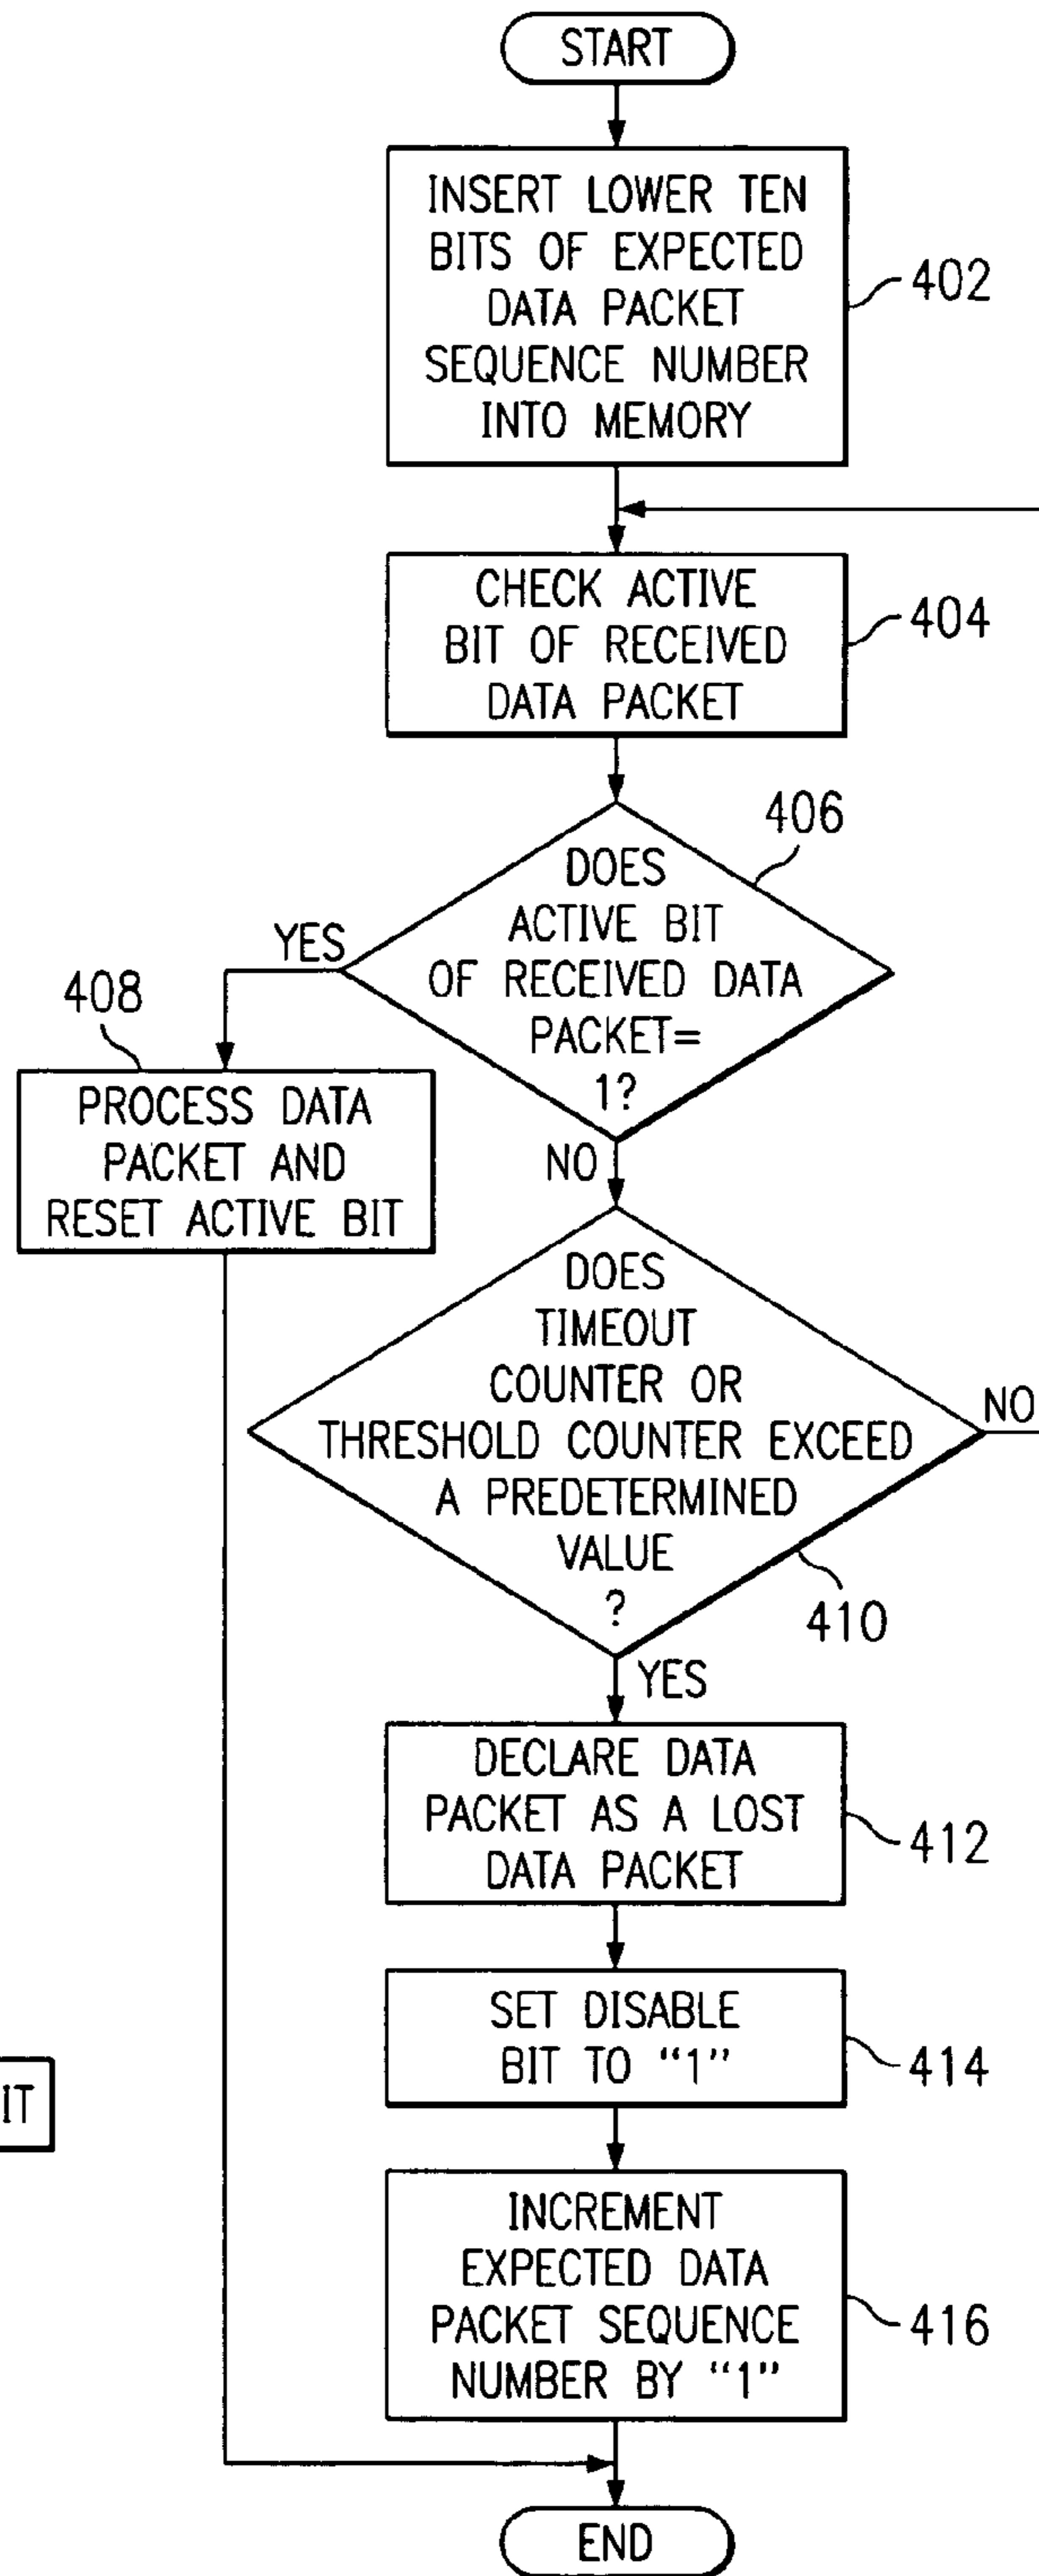 START
INSERT LOWER TEN
BITS OF EXPECTED
DATA PACKET
SEQUENCE NUMBER
INTO MEMORY
402
CHECK ACTIVE
BIT OF RECEIVED
DATA PACKET
404
406
DOES
ACTIVE BIT
OF RECEIVED DATA
PACKET=
1?
YES
NO
408
PROCESS DATA
PACKET AND
RESET ACTIVE BIT
DOES
TIMEOUT
COUNTER OR
THRESHOLD COUNTER EXCEED
A PREDETERMINED
VALUE
?
NO
410
YES
DECLARE DATA
PACKET AS A LOST
DATA PACKET
412
SET DISABLE
BIT TO “1”
414
IT
INCREMENT
EXPECTED DATA
PACKET SEQUENCE
NUMBER BY “1”
416
END